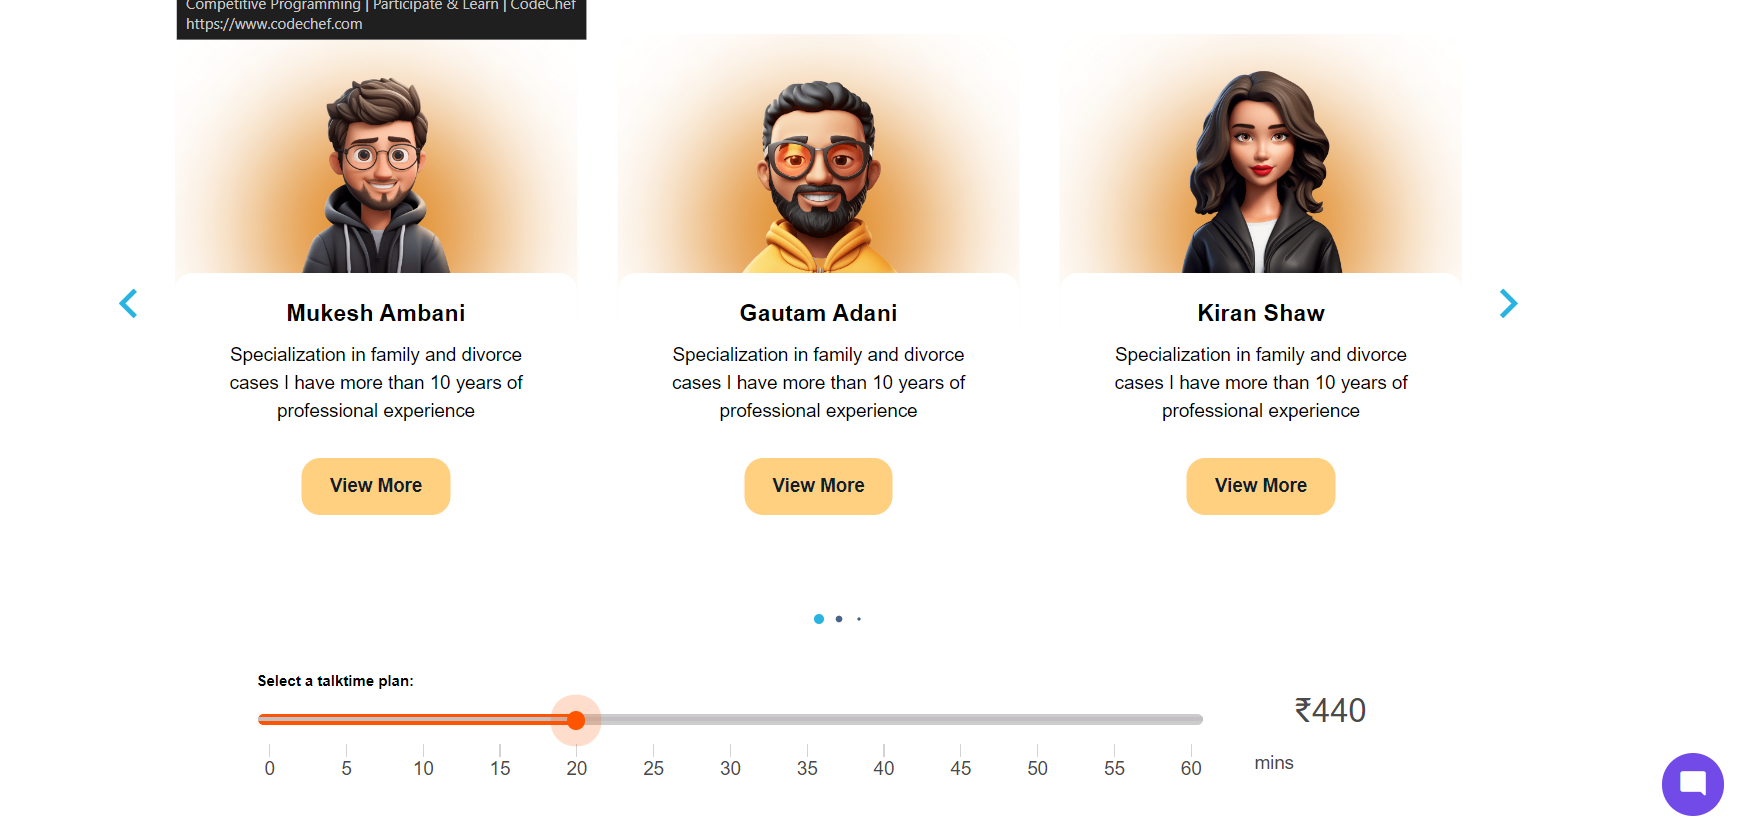 Competitive Programming | Participate & Learn | CodeChef
https://www.codechef.com
Mukesh Ambani
Specialization in family and divorce
cases I have more than 10 years of
professional experience
View More
Gautam Adani
Specialization in family and divorce
cases I have more than 10 years of
professional experience
View More
Kiran Shaw
Specialization in family and divorce
cases I have more than 10 years of
professional experience
View More
Select a talktime plan:
₹440
0 5 10 15 20 25 30 35 40 45 50 55 60 mins